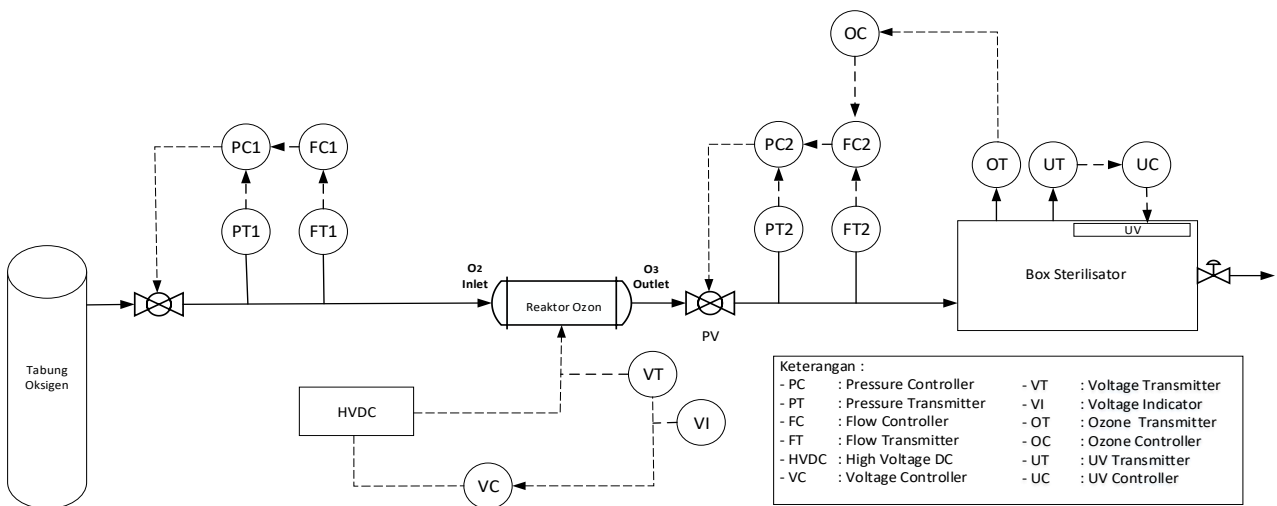 OC
PC1
FC1
PC2
FC2
OT
UT
UC
PT1
FT1
PT2
FT2
UV
O2
Inlet
O3
Outlet
Box Sterilisator
Reaktor Ozon
PV
Tabung
Oksigen
VT
HVDC
VI
VC
Keterangan :
- PC : Pressure Controller
- PT : Pressure Transmitter
- FC : Flow Controller
- FT : Flow Transmitter
- HVDC : High Voltage DC
- VC : Voltage Controller
- VT : Voltage Transmitter
- VI : Voltage Indicator
- OT : Ozone Transmitter
- OC : Ozone Controller
- UT : UV Transmitter
- UC : UV Controller